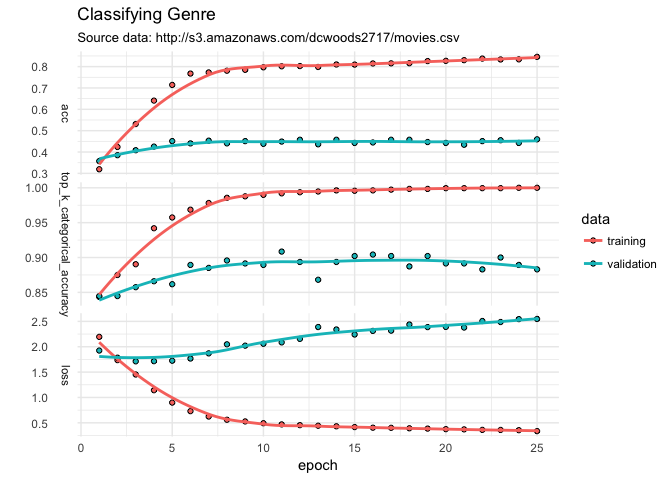 Classifying Genre
Source data: http://s3.amazonaws.com/dcwoods2717/movies.csv
acc
0.8
0.7
0.6
0.5
0.4
0.3
top_k_categorical_accuracy
1.00
0.95
0.90
0.85
loss
2.5
2.0
1.5
1.0
0.5
0
5
10
15
20
25
epoch
data
training
validation